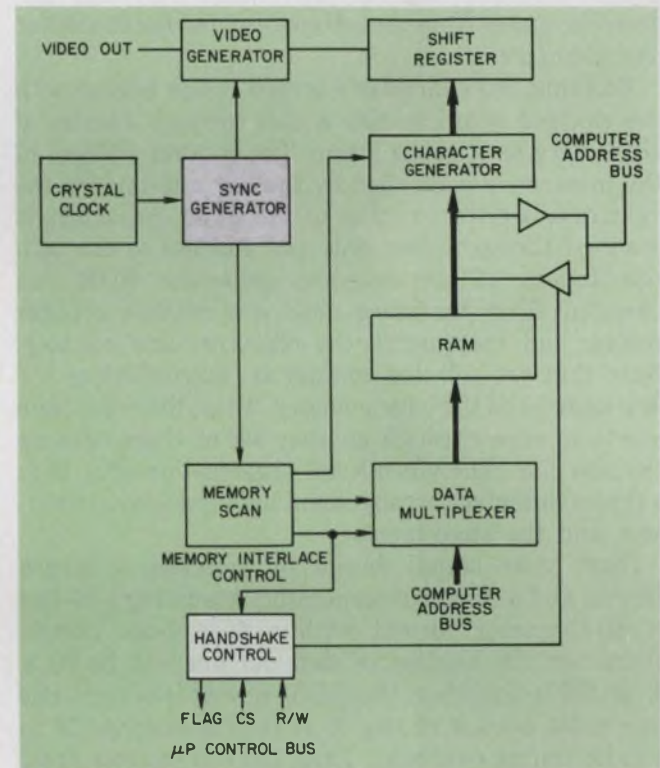 VIDEO OUT
VIDEO
GENERATOR
SHIFT
REGISTER
CRYSTAL
CLOCK
SYNC
GENERATOR
CHARACTER
GENERATOR
COMPUTER
ADDRESS
BUS
RAM
MEMORY
SCAN
DATA
MULTIPLEXER
MEMORY INTERLACE
CONTROL
COMPUTER
ADDRESS
BUS
HANDSHAKE
CONTROL
FLAG CS R/W
µP CONTROL BUS